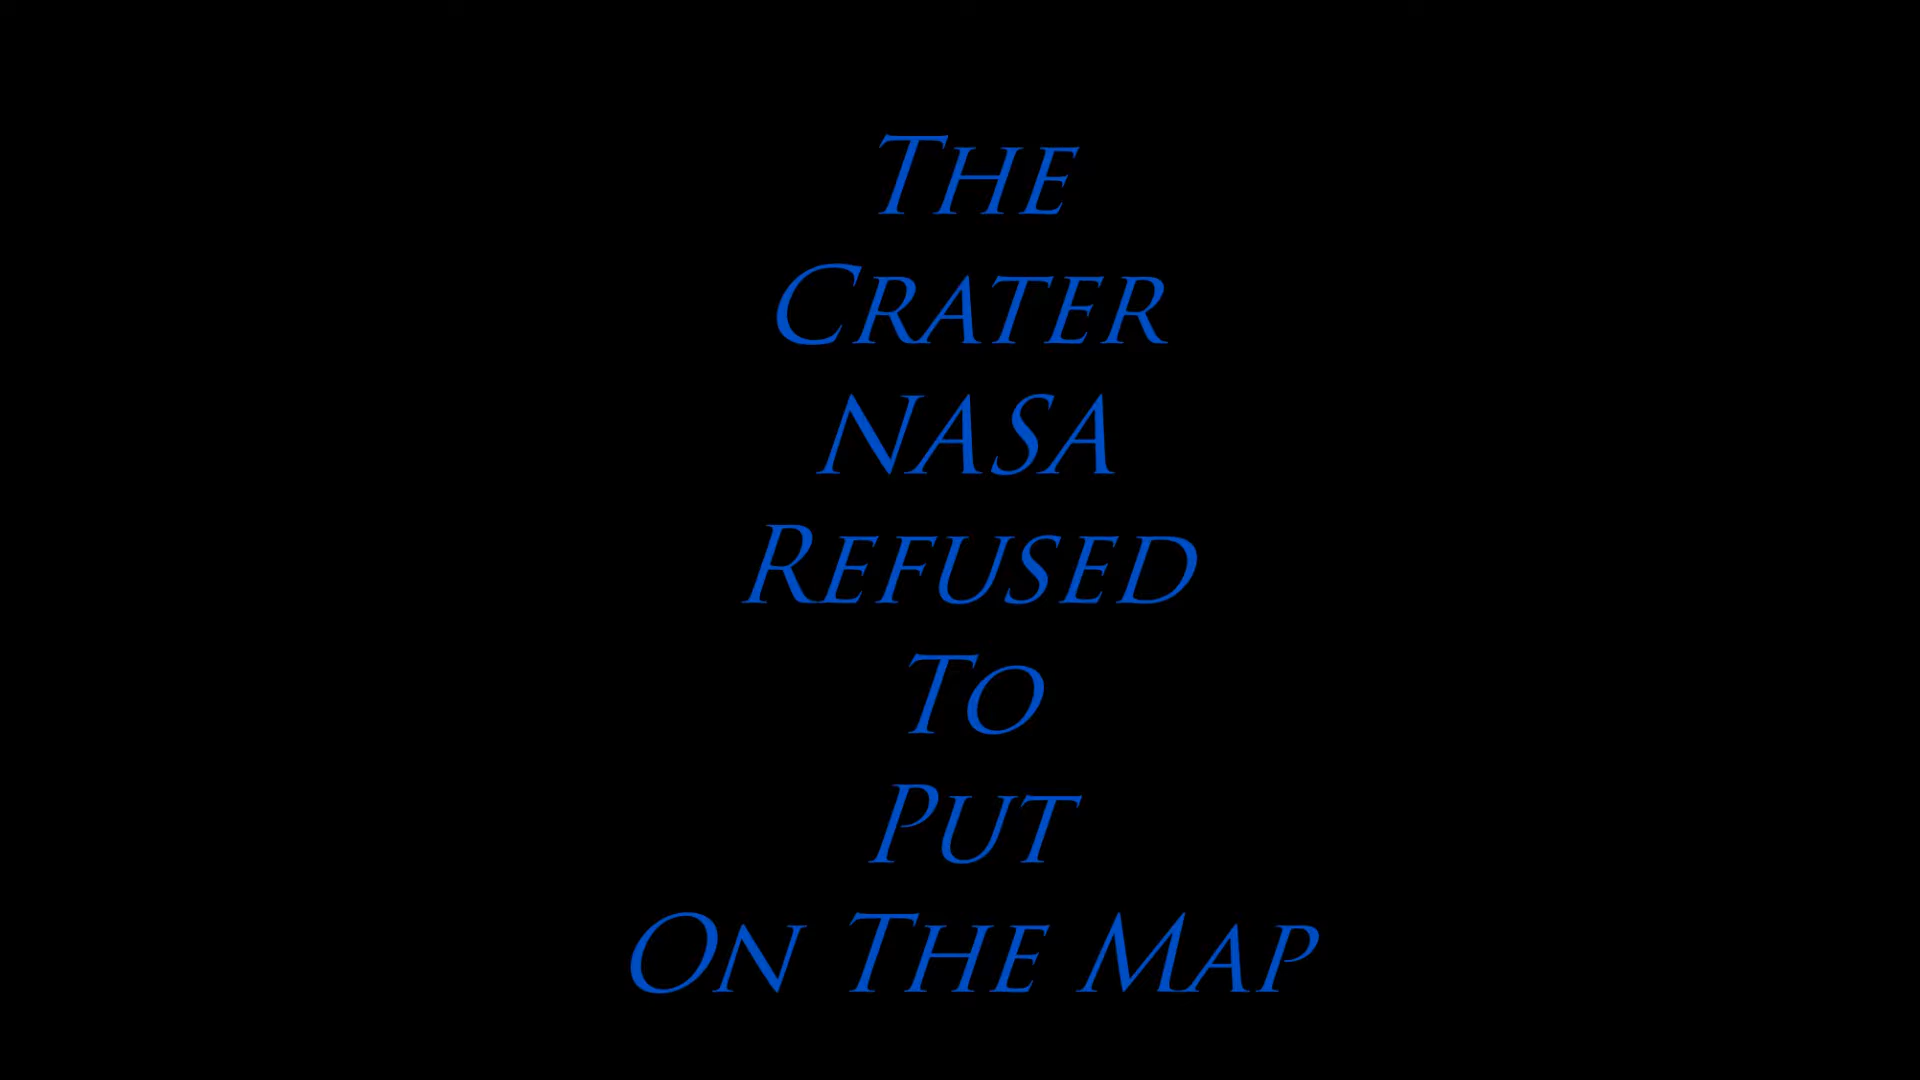 The
Crater
NASA
Refused
To
Put
On The Map